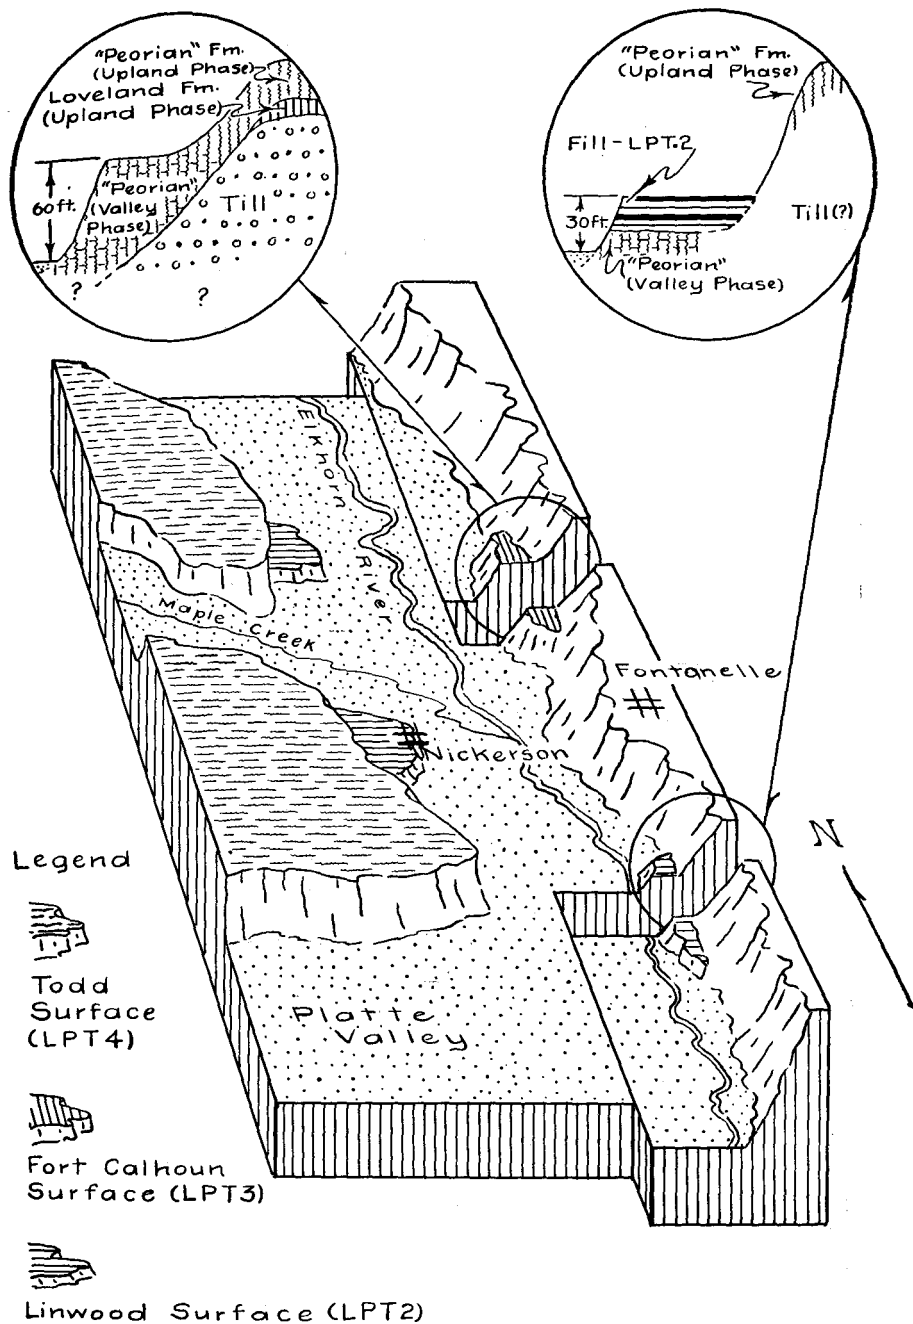 "Peorian" Fm.
(Upland Phase)
Loveland Fm.
(Upland Phase)
60ft.
"Peorian"
(Valley
Phase)
Till
?
?
"Peorian" Fm.
(Upland Phase)
Fill-LPT.2
30ft.
Till(?)
"Peorian"
(Valley Phase)
Elkhorn
River
Maple Creek
Fontanelle
Nickerson
N
Platte
Valley
Legend
Todd
Surface
(LPT4)
Fort Calhoun
Surface (LPT3)
Linwood Surface (LPT2)